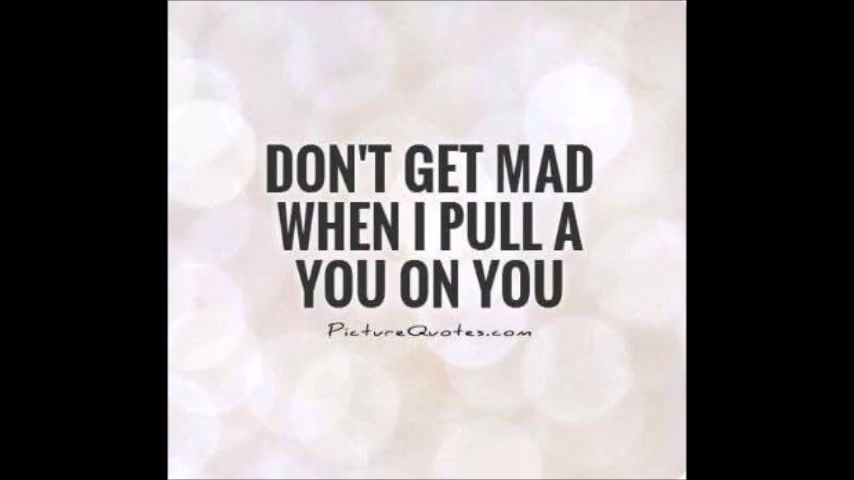 DON'T GET MAD
WHEN I PULL A
YOU ON YOU
PictureQuotes.com